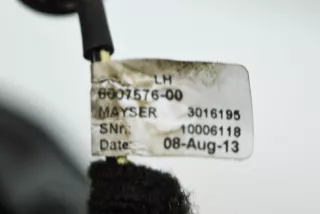 LH
6007576-00
MAYSER 3016195
SNr.: 10006118
Date: 08-Aug-13